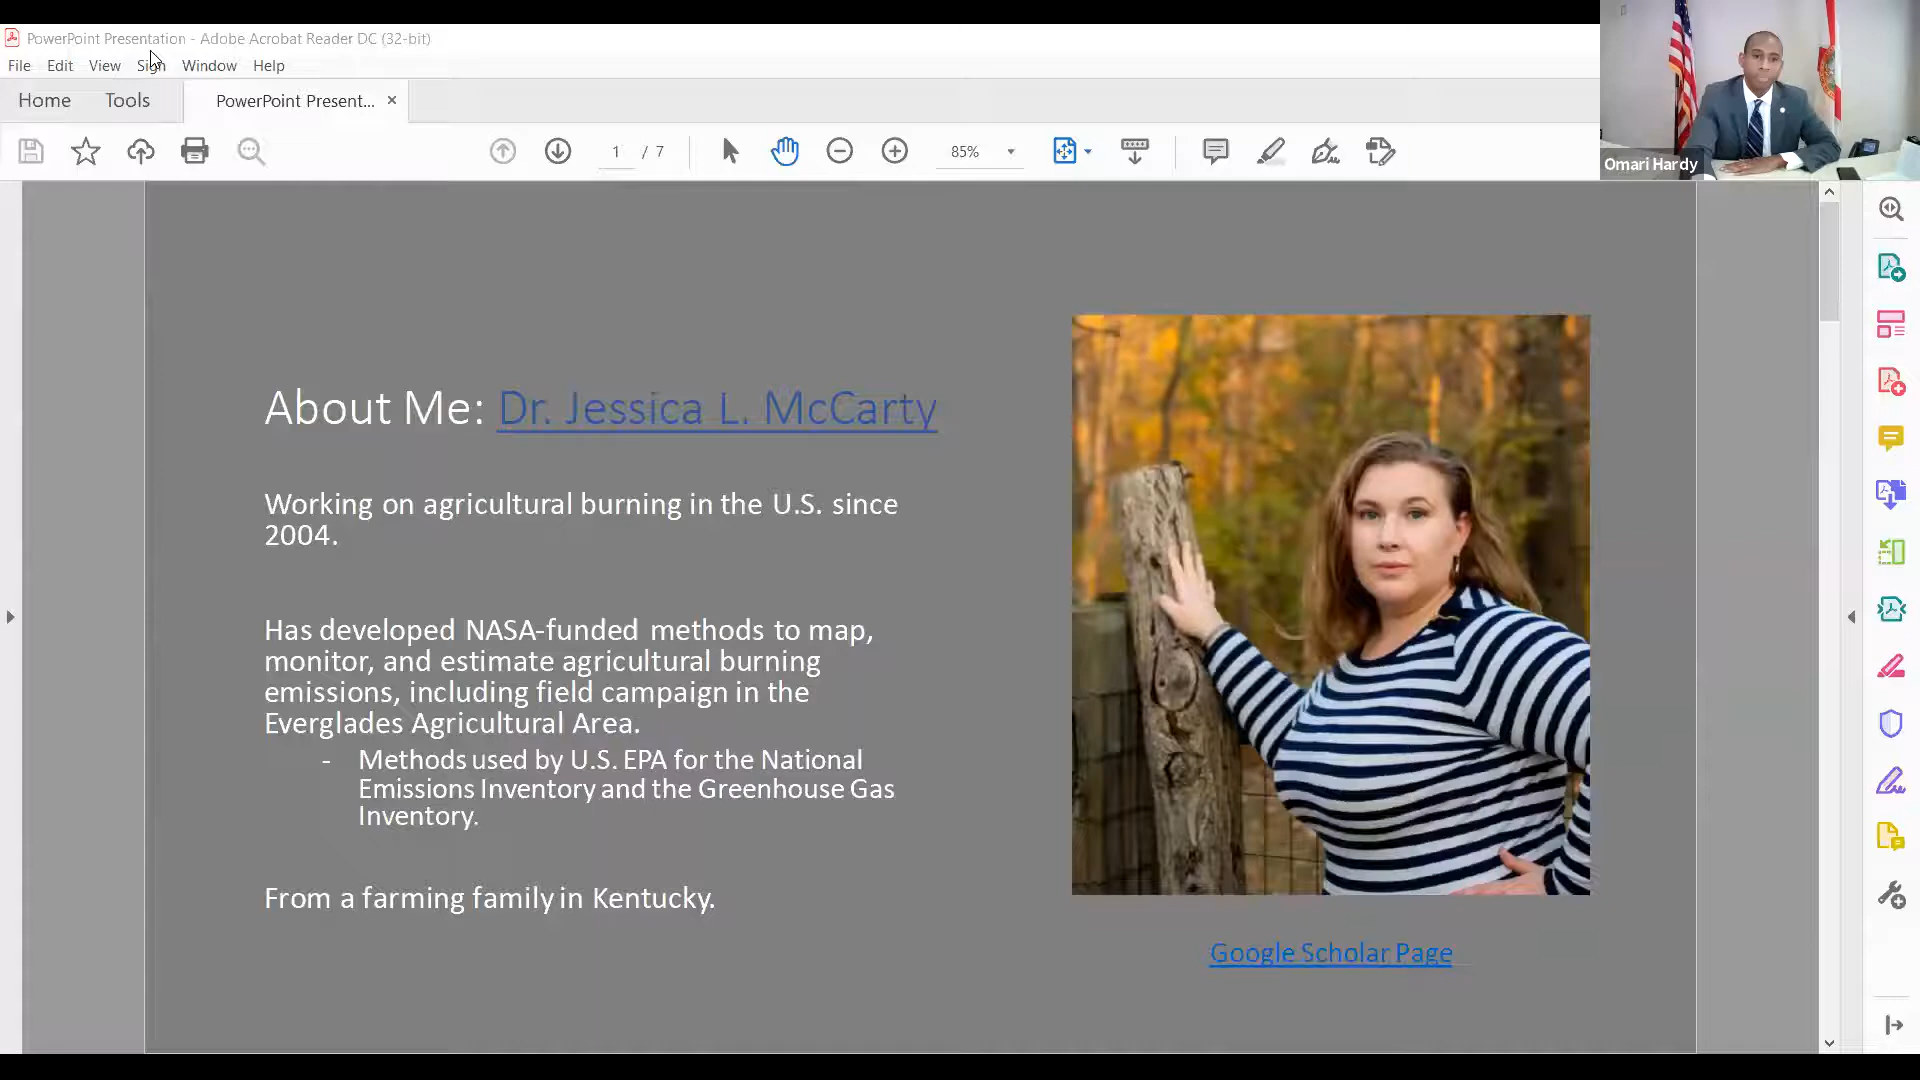 PowerPoint Presentation - Adobe Acrobat Reader DC (32-bit)
File Edit View Sign Window Help
Home Tools PowerPoint Present...
1 / 7 85%
Omari Hardy
About Me: Dr. Jessica L. McCarty
Working on agricultural burning in the U.S. since
2004.
Has developed NASA-funded methods to map,
monitor, and estimate agricultural burning
emissions, including field campaign in the
Everglades Agricultural Area.
- Methods used by U.S. EPA for the National
Emissions Inventory and the Greenhouse Gas
Inventory.
From a farming family in Kentucky.
Google Scholar Page